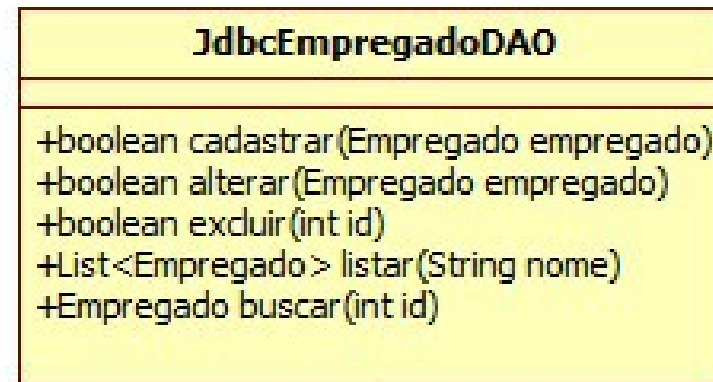 JdbcEmpregadoDAO
+boolean cadastrar(Empregado empregado)
+boolean alterar(Empregado empregado)
+boolean excluir(int id)
+List<Empregado> listar(String nome)
+Empregado buscar(int id)